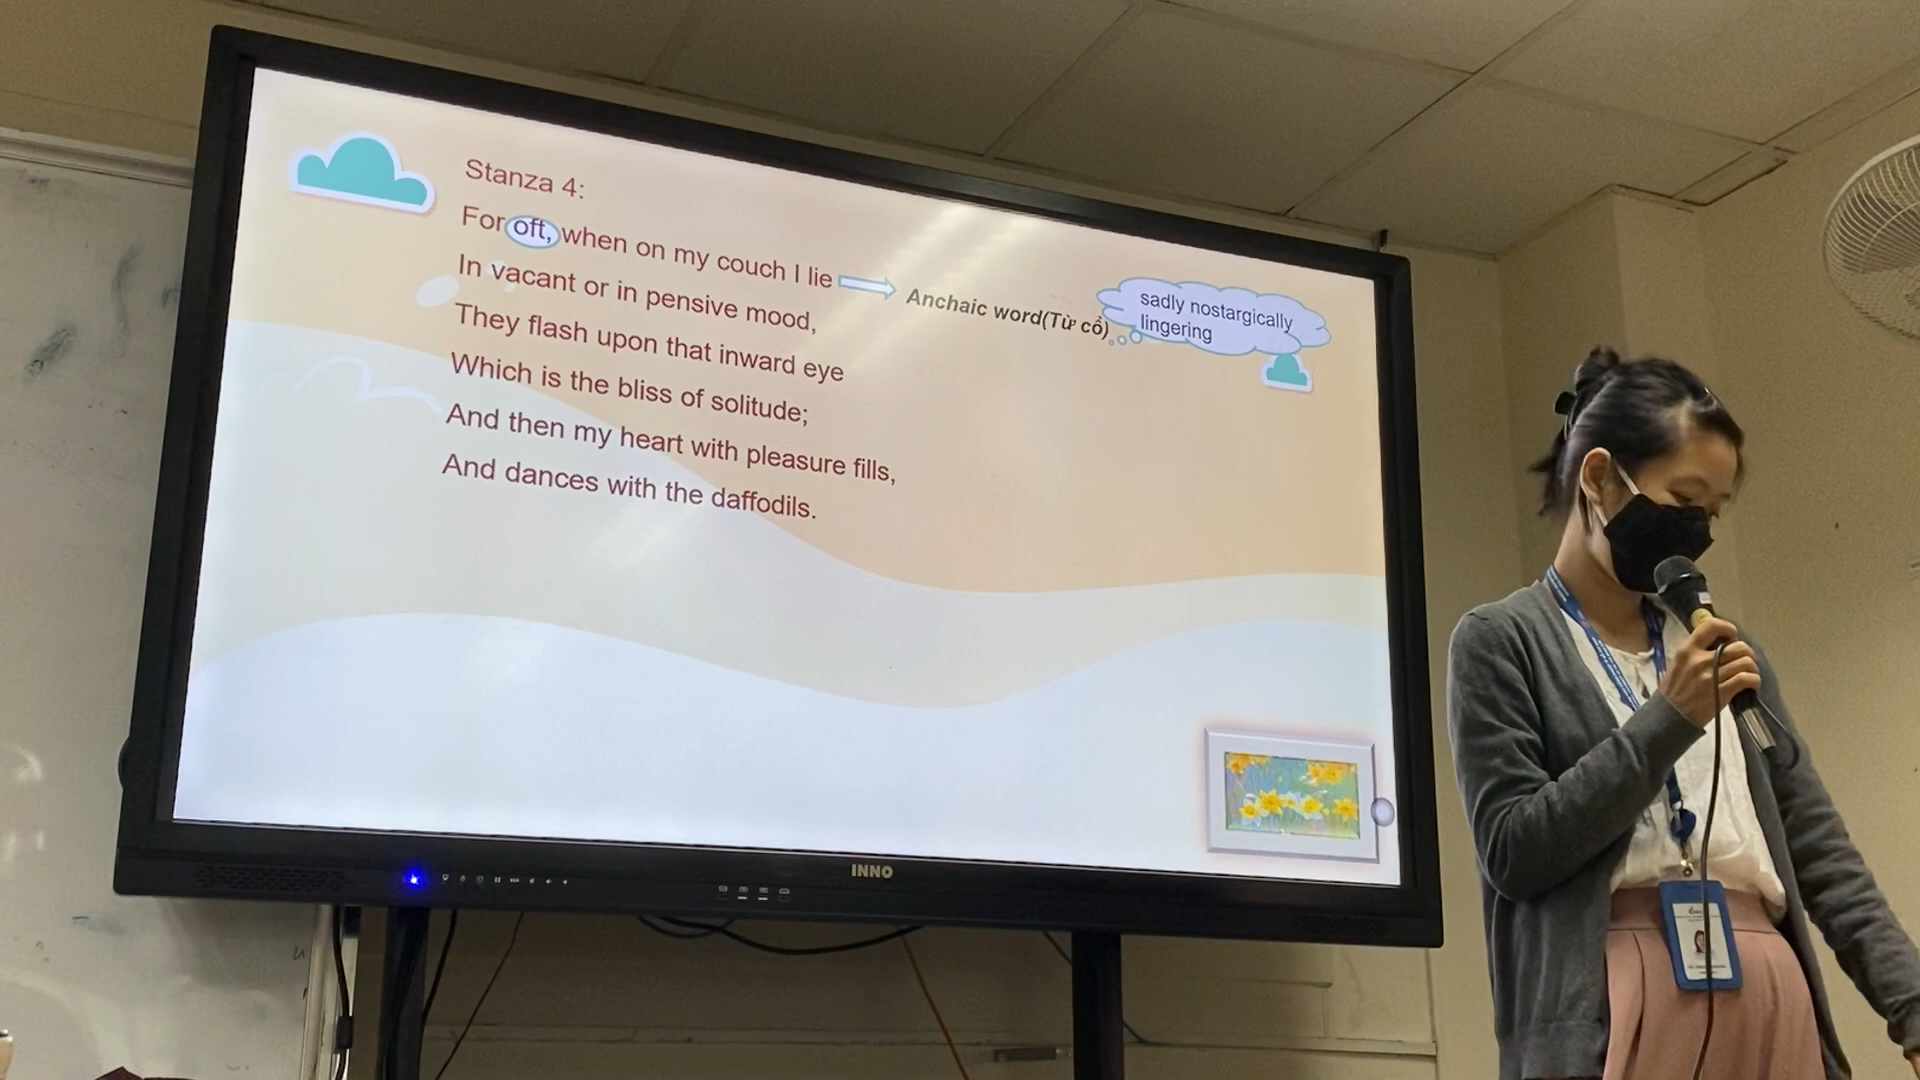 Stanza 4:
For oft, when on my couch I lie
Anchaic word(Từ cổ)
sadly nostargically
lingering
In vacant or in pensive mood,
They flash upon that inward eye
Which is the bliss of solitude;
And then my heart with pleasure fills,
And dances with the daffodils.
INNO